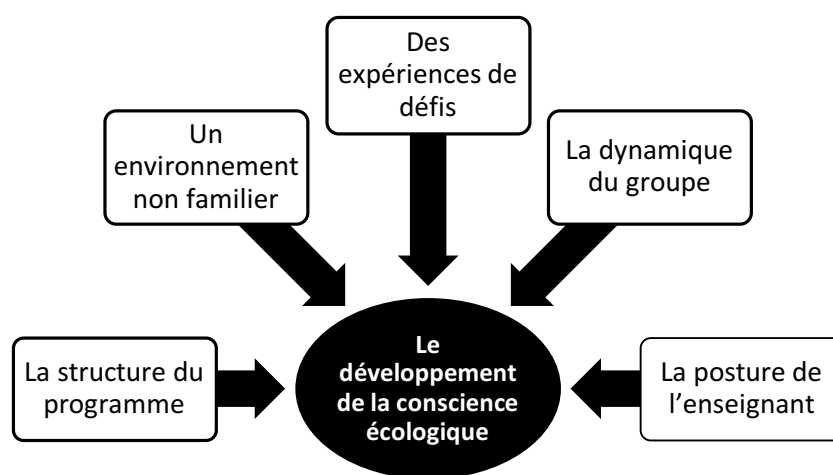 Des
expériences de
défis
Un
environnement
non familier
La dynamique
du groupe
La structure du
programme
Le
développement
de la conscience
écologique
La posture de
l'enseignant